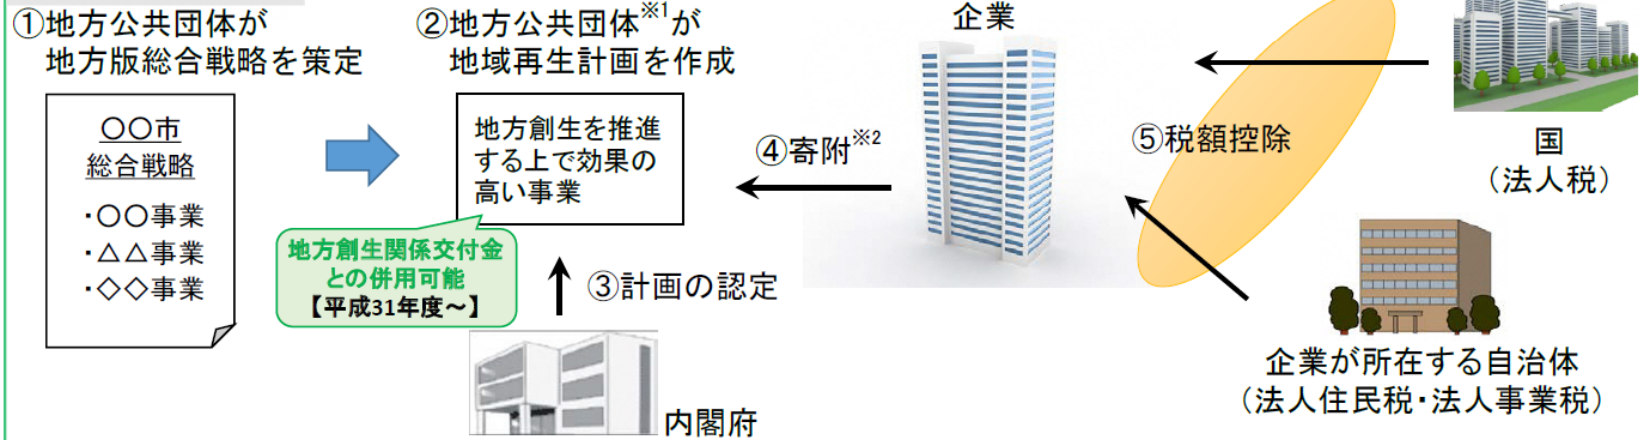 ①地方公共団体が
地方版総合戦略を策定
〇〇市
総合戦略
・〇〇事業
・△△事業
・◇◇事業
②地方公共団体※1が
地域再生計画を作成
地方創生を推進
する上で効果の
高い事業
地方創生関係交付金
との併用可能
【平成31年度～】
③計画の認定
内閣府
④寄附※2
企業
⑤税額控除
国
（法人税）
企業が所在する自治体
（法人住民税・法人事業税）